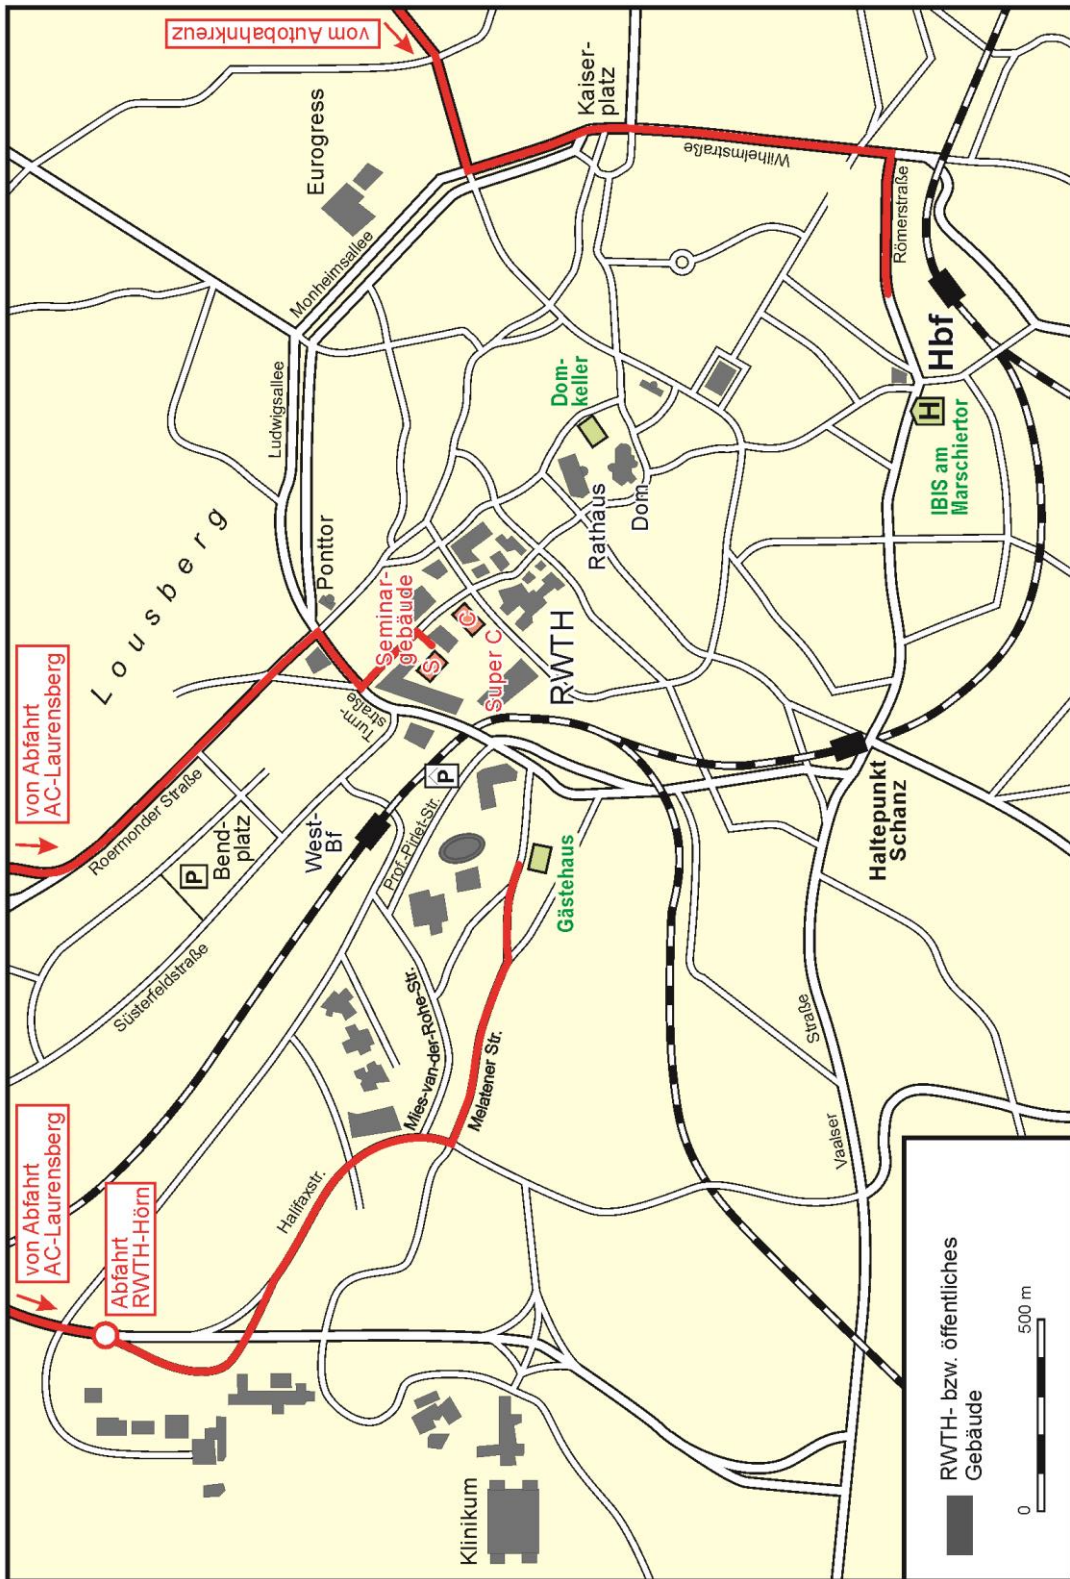 von Abfahrt
AC-Laurensberg
Abfahrt
RWTH-Hörn
von Abfahrt
AC-Laurensberg
vom Autobahnkreuz
Lousberg
Eurogress
Roermonder Straße
P
Bend-
platz
Süsterfeldstraße
Ponttor
Ludwigsallee
Monheimsallee
Kaiser-
platz
Wilhelmstraße
Römerstraße
Turm-
straße
Seminar-
gebäude
S
C
Super C
RWTH
West-
Bf
P
Prof.-Pirlet-Str.
Halifaxstr.
Mies-van-der-Rohe-Str.
Melatener Str.
Gästehaus
Dom-
keller
Rathaus
Dom
Hbf
H
IBIS am
Marschiertor
Haltepunkt
Schanz
Vaalser
Straße
Klinikum
RWTH- bzw. öffentliches
Gebäude
0
500 m